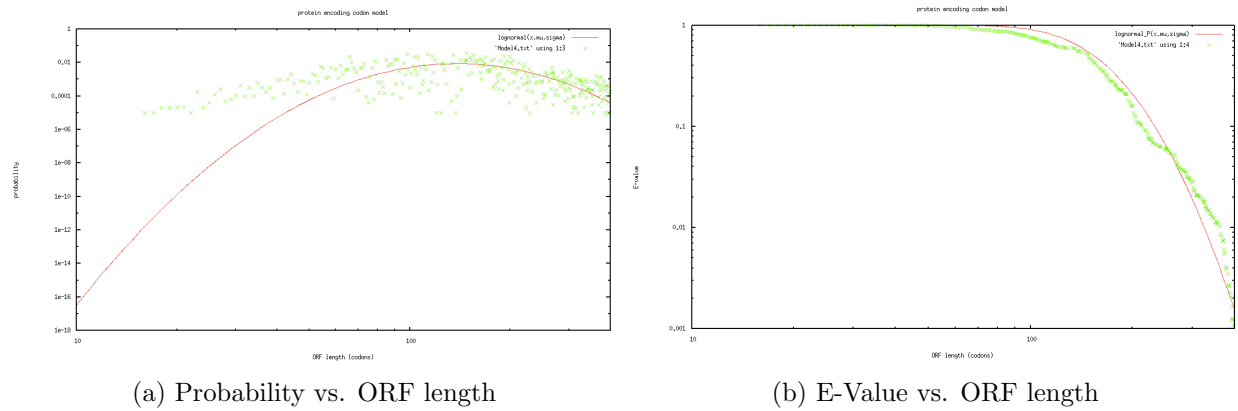 protein encoding codon model
lognormal(x,mu,sigma)
'Model4,txt' using 1:3
1
0,01
0,0001
1e-06
1e-08
1e-10
1e-12
1e-14
1e-16
1e-18
probability
10
100
ORF length (codons)
(a) Probability vs. ORF length
protein encoding codon model
lognormal_P(x,mu,sigma)
'Model4,txt' using 1:4
1
0,1
0,01
0,001
E-value
10
100
ORF length (codons)
(b) E-Value vs. ORF length